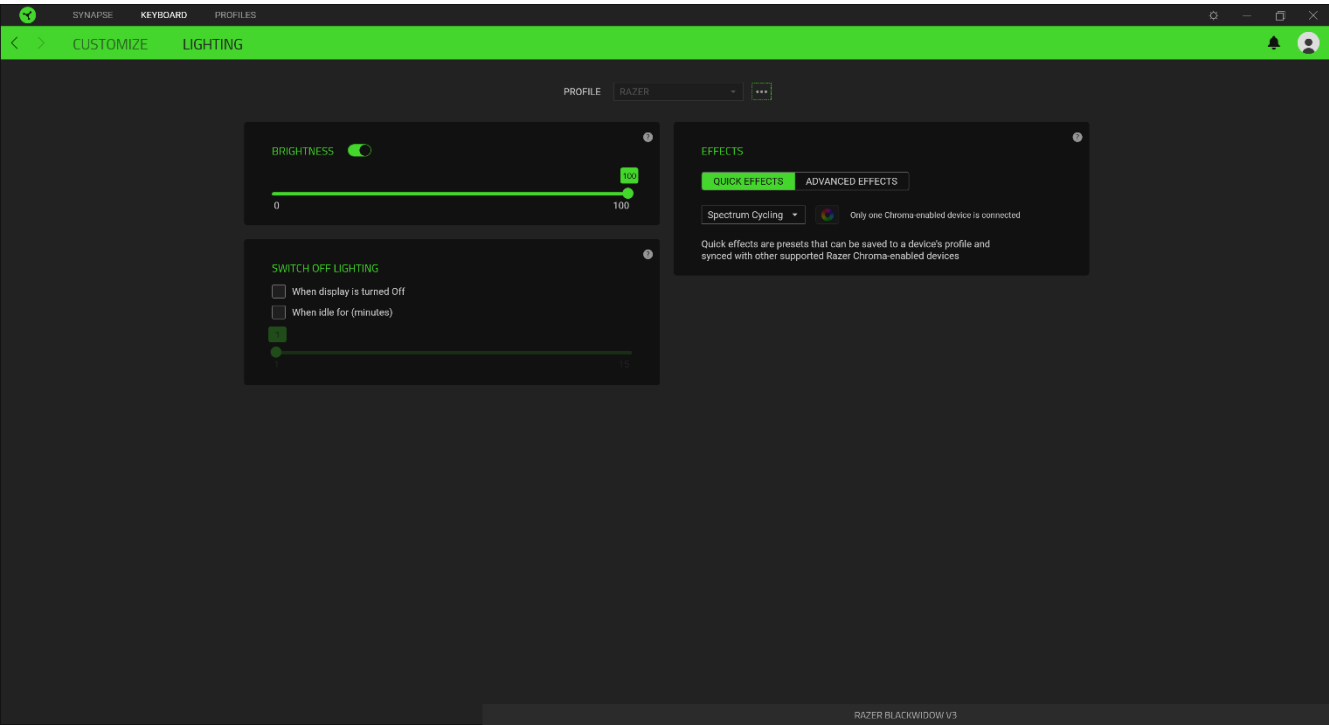 SYNAPSE KEYBOARD PROFILES
CUSTOMIZE LIGHTING
PROFILE RAZER
BRIGHTNESS
100
0 100
SWITCH OFF LIGHTING
When display is turned Off
When idle for (minutes)
1
1 15
EFFECTS
QUICK EFFECTS ADVANCED EFFECTS
Spectrum Cycling Only one Chroma-enabled device is connected
Quick effects are presets that can be saved to a device's profile and
synced with other supported Razer Chroma-enabled devices
RAZER BLACKWIDOW V3